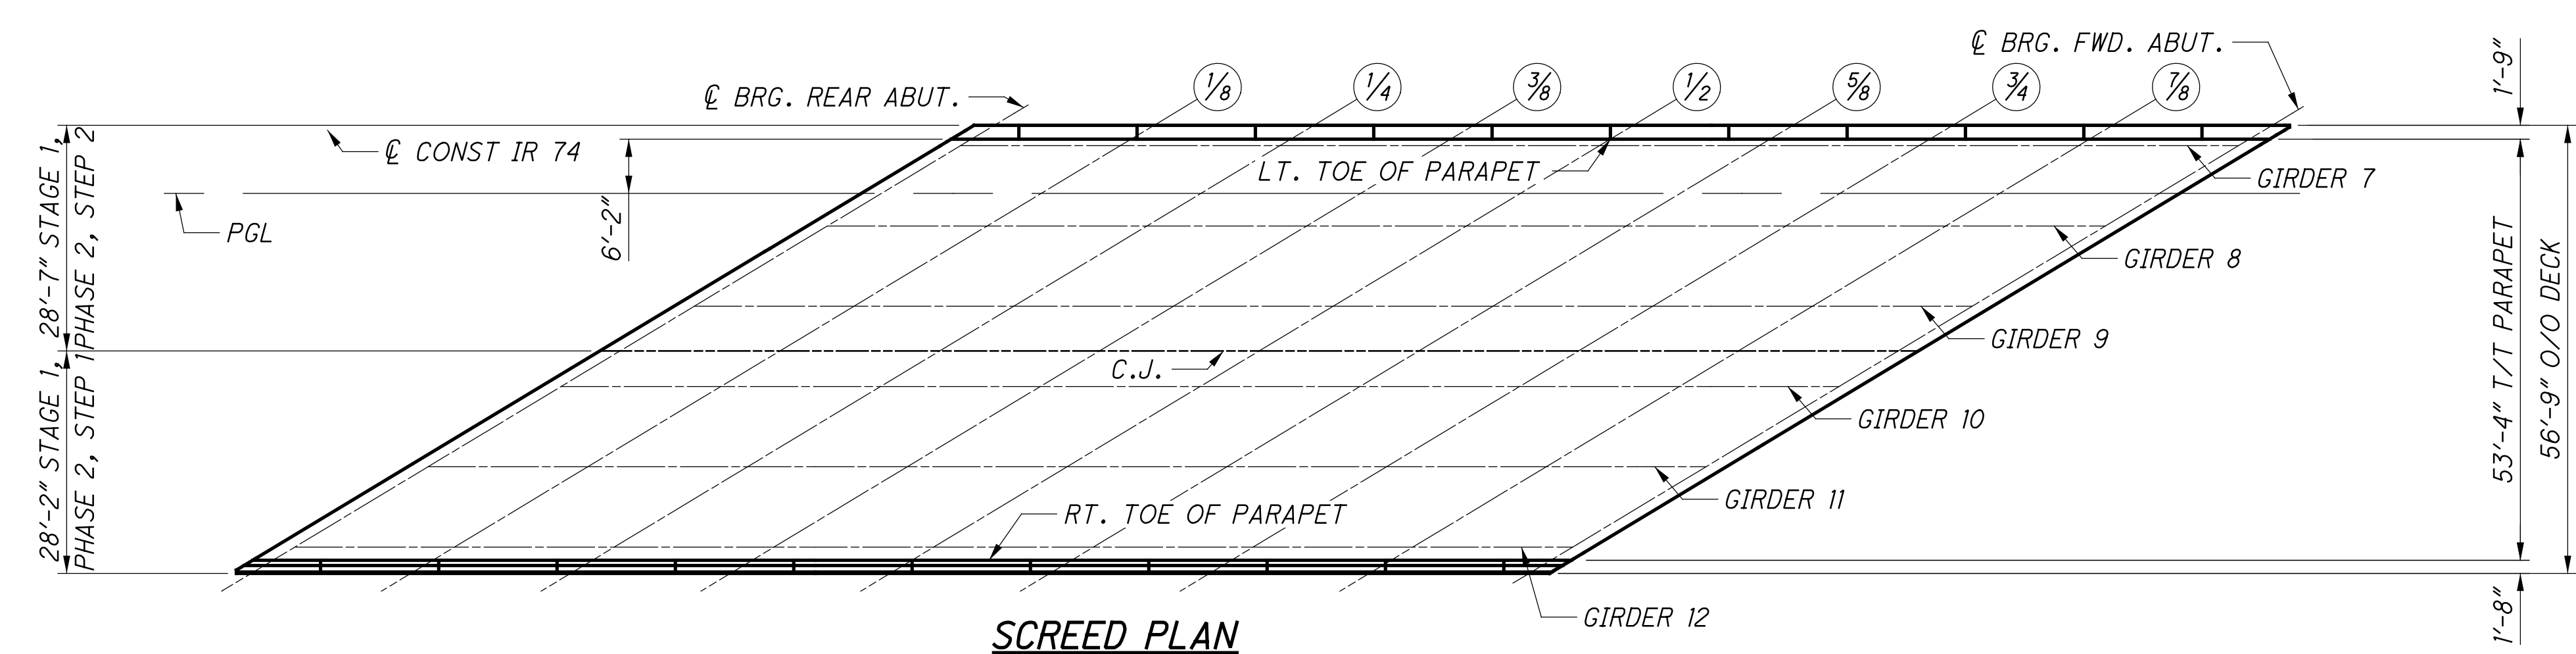 ℄ BRG. FWD. ABUT.
℄ BRG. REAR ABUT.
1/8
1/4
3/8
1/2
5/8
3/4
7/8
1'-9"
℄ CONST IR 74
LT. TOE OF PARAPET
GIRDER 7
PGL
6'-2"
28'-7" STAGE 1,
PHASE 2, STEP 2
GIRDER 8
GIRDER 9
C.J.
GIRDER 10
28'-2" STAGE 1,
PHASE 2, STEP 1
GIRDER 11
RT. TOE OF PARAPET
GIRDER 12
53'-4" T/T PARAPET
56'-9" O/O DECK
1'-8"
SCREED PLAN